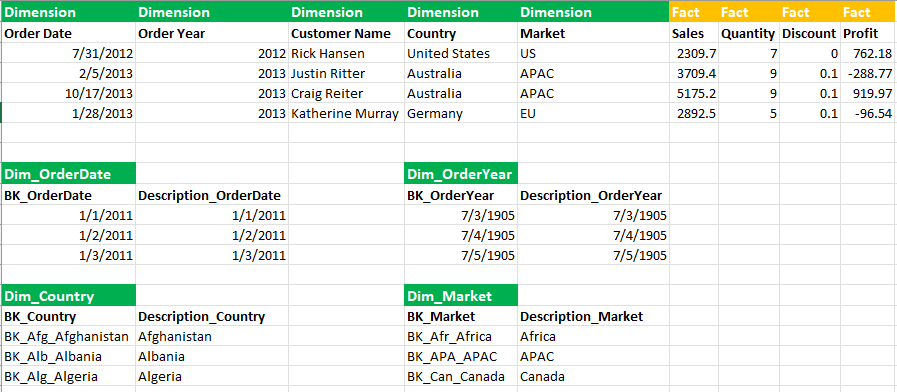 Dimension Dimension Dimension Dimension Dimension Fact Fact Fact Fact
Order Date Order Year Customer Name Country Market Sales Quantity Discount Profit
7/31/2012 2012 Rick Hansen United States US 2309.7 7 0 762.18
2/5/2013 2013 Justin Ritter Australia APAC 3709.4 9 0.1 -288.77
10/17/2013 2013 Craig Reiter Australia APAC 5175.2 9 0.1 919.97
1/28/2013 2013 Katherine Murray Germany EU 2892.5 5 0.1 -96.54
Dim_OrderDate Dim_OrderYear
BK_OrderDate Description_OrderDate BK_OrderYear Description_OrderYear
1/1/2011 1/1/2011 7/3/1905 7/3/1905
1/2/2011 1/2/2011 7/4/1905 7/4/1905
1/3/2011 1/3/2011 7/5/1905 7/5/1905
Dim_Country Dim_Market
BK_Country Description_Country BK_Market Description_Market
BK_Afg_Afghanistan Afghanistan BK_Afr_Africa Africa
BK_Alb_Albania Albania BK_APA_APAC APAC
BK_Alg_Algeria Algeria BK_Can_Canada Canada